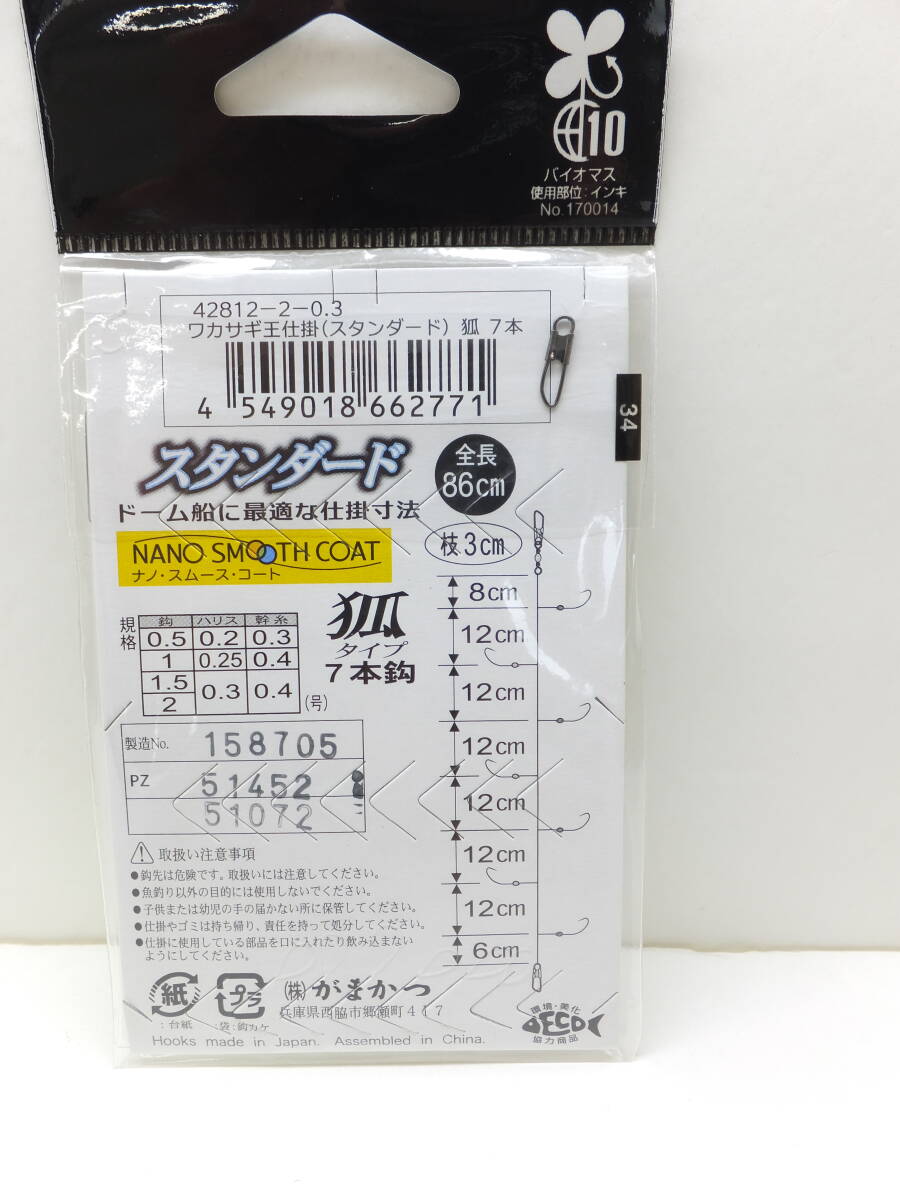 10
バイオマス
使用部位:インキ
No.170014
42812-2-0.3
ワカサギ王仕掛(スタンダード) 狐 7本
4 549018 662771
34
スタンダード
ドーム船に最適な仕掛寸法
NANO SMOOTH COAT
ナノ・スムース・コート
全長
86cm
枝3cm
規格
鈎 ハリス 幹糸
0.5 0.2 0.3
1 0.25 0.4
1.5
2 0.3 0.4
(号)
狐
タイプ
7本鈎
8cm
12cm
12cm
12cm
12cm
12cm
12cm
6cm
製造No. 158705
PZ 51452
51072
取扱い注意事項
●鈎先は危険です。取扱いには注意してください。
●魚釣り以外の目的には使用しないでください。
●子供または幼児の手の届かない所に保管してください。
●仕掛やゴミは持ち帰り、責任を持って処分してください。
●仕掛に使用している部品を口に入れたり飲み込まない
ようにしてください。
紙
:台紙
プラ
:袋:鈎カケ
(株)がまかつ
兵庫県西脇市郷瀬町417
Hooks made in Japan. Assembled in China.
環境・美化
ECO
協力商品